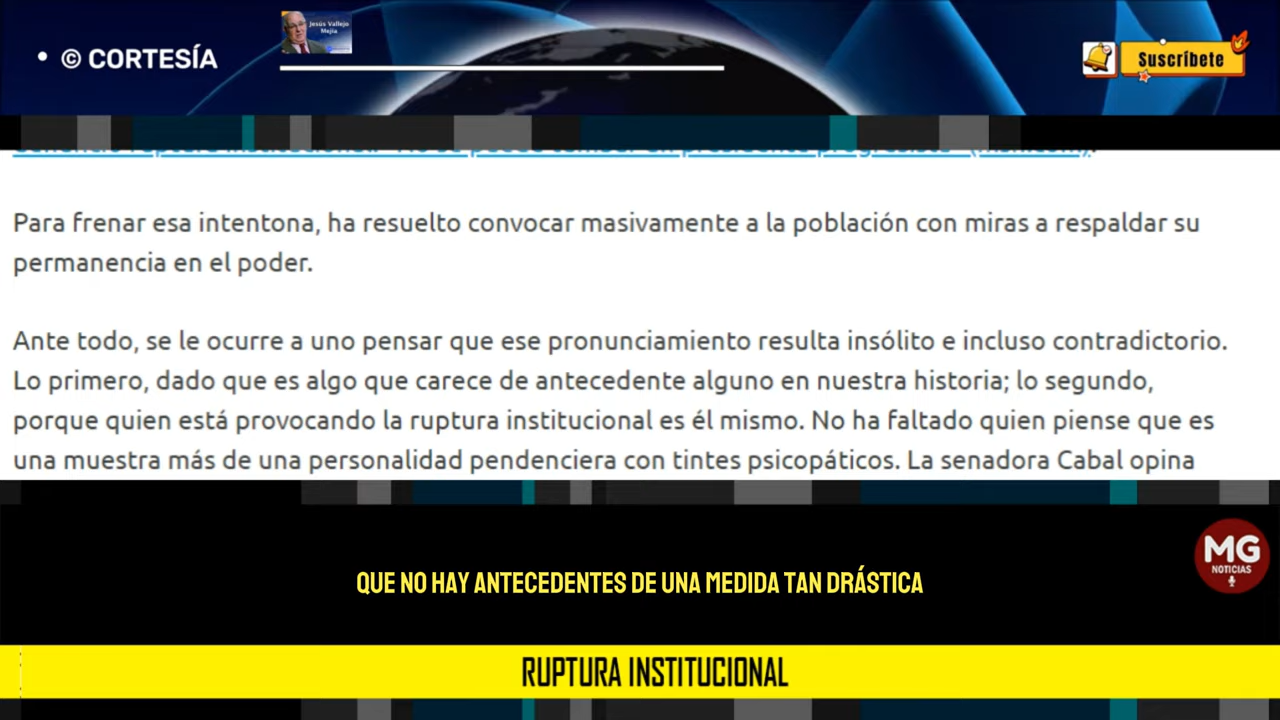 • © CORTESÍA
Jesús Vallejo
Mejía
Suscríbete
Para frenar esa intentona, ha resuelto convocar masivamente a la población con miras a respaldar su
permanencia en el poder.
Ante todo, se le ocurre a uno pensar que ese pronunciamiento resulta insólito e incluso contradictorio.
Lo primero, dado que es algo que carece de antecedente alguno en nuestra historia; lo segundo,
porque quien está provocando la ruptura institucional es él mismo. No ha faltado quien piense que es
una muestra más de una personalidad pendenciera con tintes psicopáticos. La senadora Cabal opina
MG
NOTICIAS
QUE NO HAY ANTECEDENTES DE UNA MEDIDA TAN DRÁSTICA
RUPTURA INSTITUCIONAL